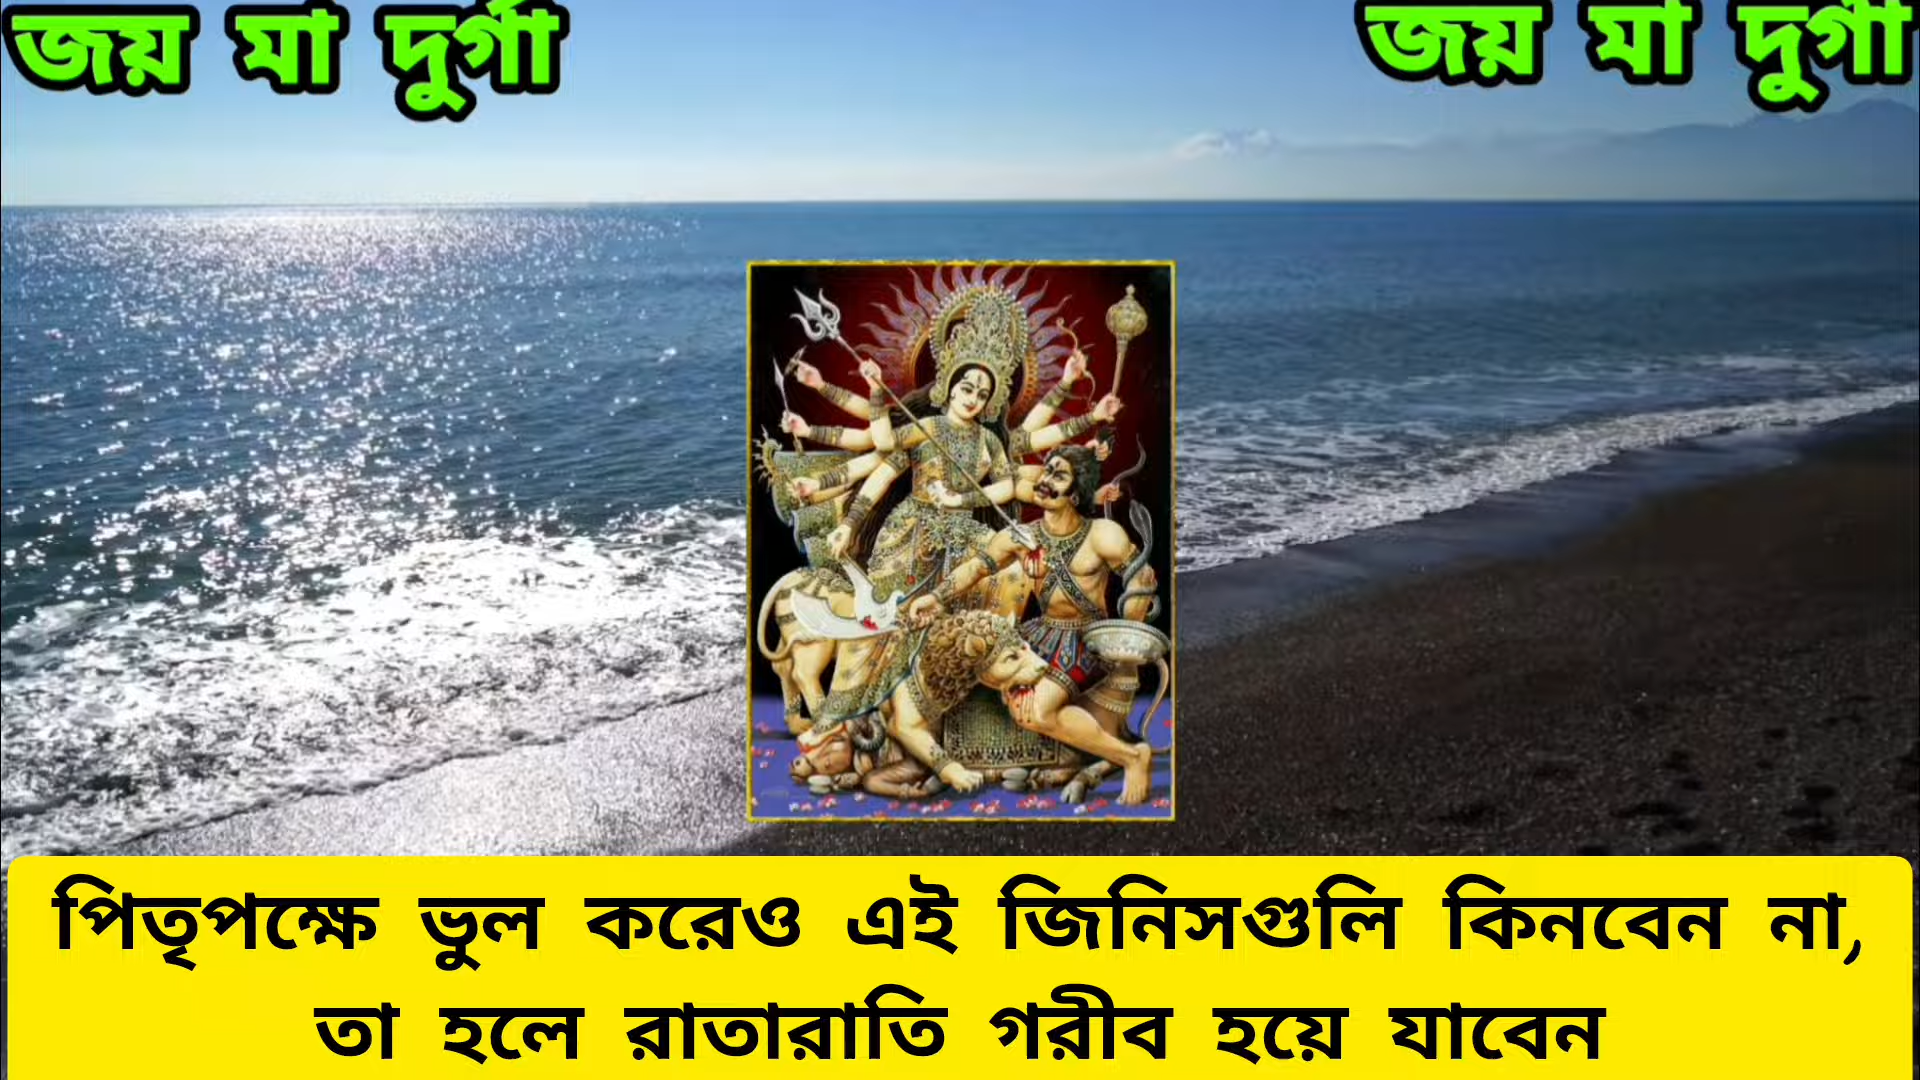 জয় মা দুর্গা
জয় মা দুর্গা
পিতৃপক্ষে ভুল করেও এই জিনিসগুলি কিনবেন না,
তা হলে রাতারাতি গরীব হয়ে যাবেন